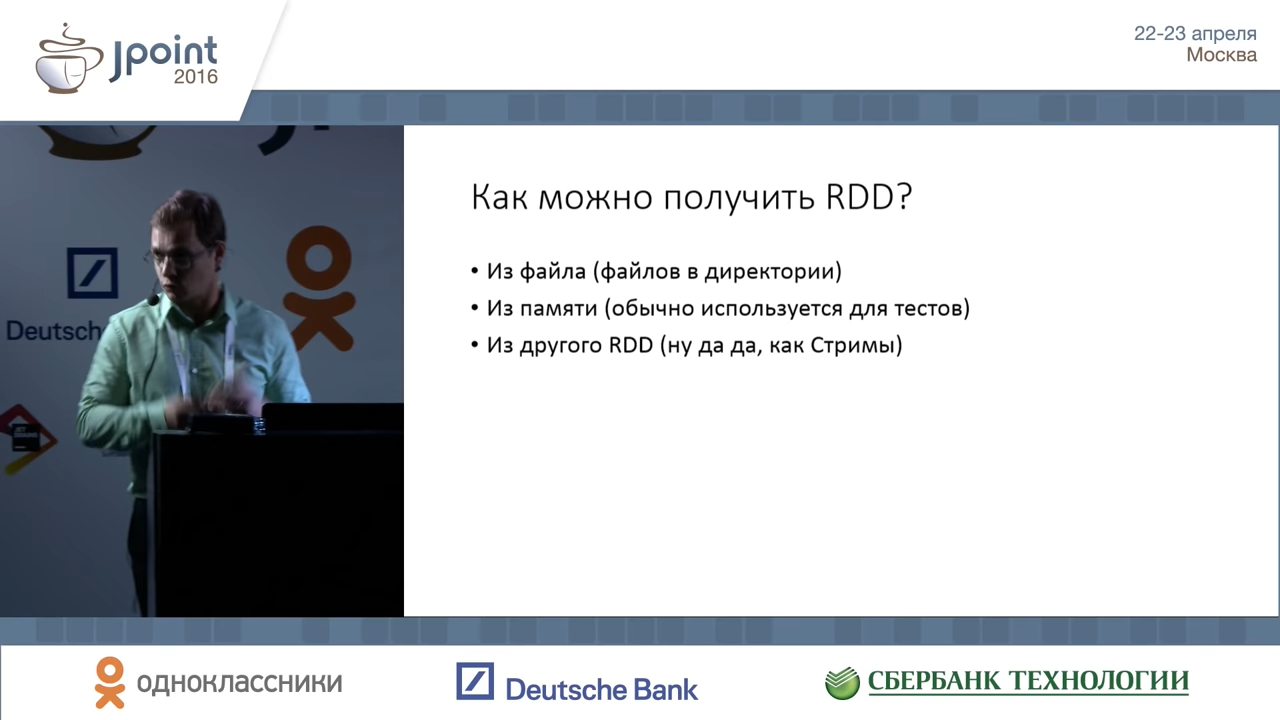 Jpoint
2016
22-23 апреля
Москва
Как можно получить RDD?
• Из файла (файлов в директории)
• Из памяти (обычно используется для тестов)
• Из другого RDD (ну да да, как Стримы)
Deutsche
одноклассники
Deutsche Bank
СБЕРБАНК ТЕХНОЛОГИИ